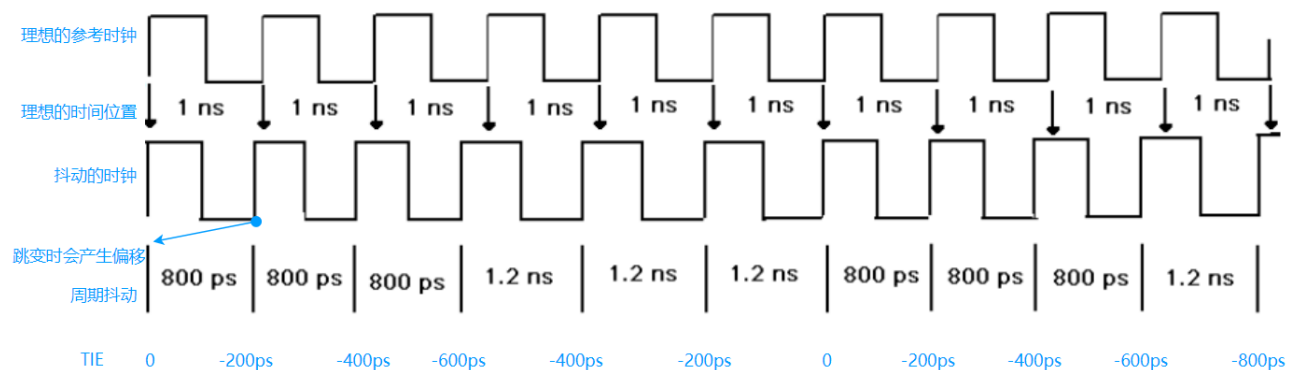 理想的参考时钟
理想的时间位置 1 ns 1 ns 1 ns 1 ns 1 ns 1 ns 1 ns 1 ns 1 ns 1 ns
抖动的时钟
跳变时会产生偏移
周期抖动 800 ps 800 ps 800 ps 1.2 ns 1.2 ns 1.2 ns 800 ps 800 ps 800 ps 1.2 ns
TIE 0 -200ps -400ps -600ps -400ps -200ps 0 -200ps -400ps -600ps -800ps